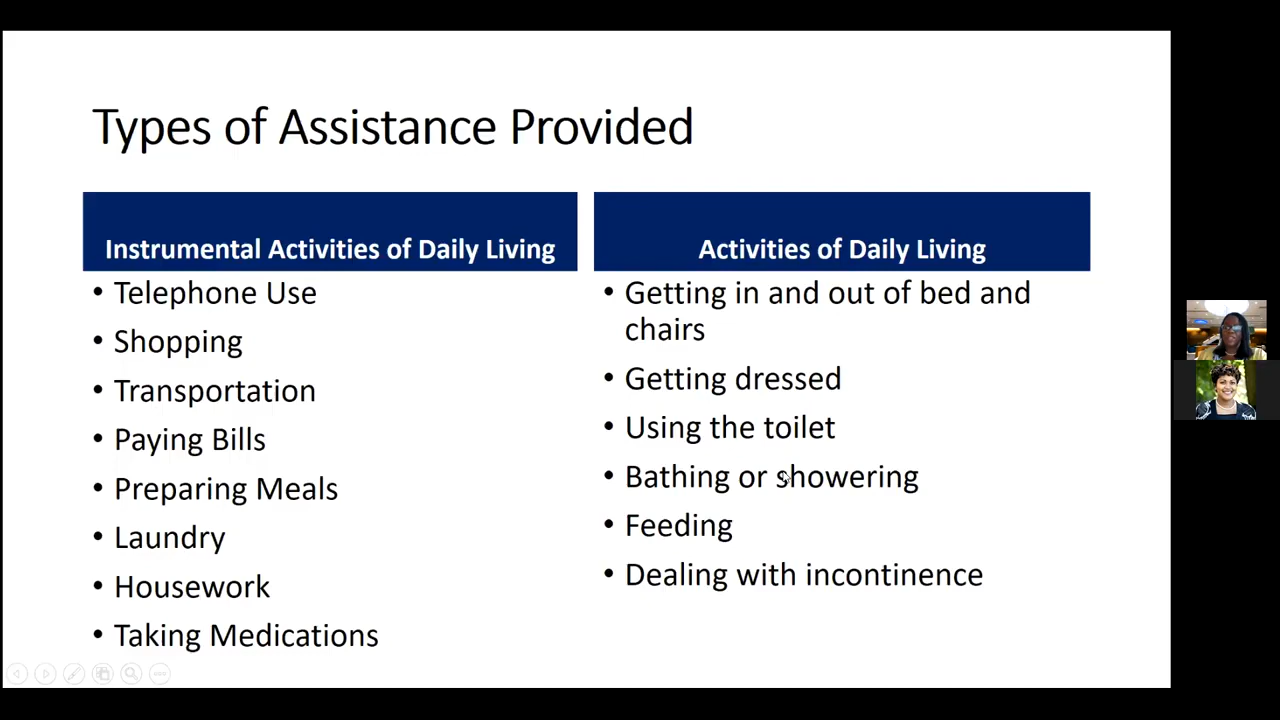 Types of Assistance Provided
Instrumental Activities of Daily Living
• Telephone Use
• Shopping
• Transportation
• Paying Bills
• Preparing Meals
• Laundry
• Housework
• Taking Medications
Activities of Daily Living
• Getting in and out of bed and
chairs
• Getting dressed
• Using the toilet
• Bathing or showering
• Feeding
• Dealing with incontinence